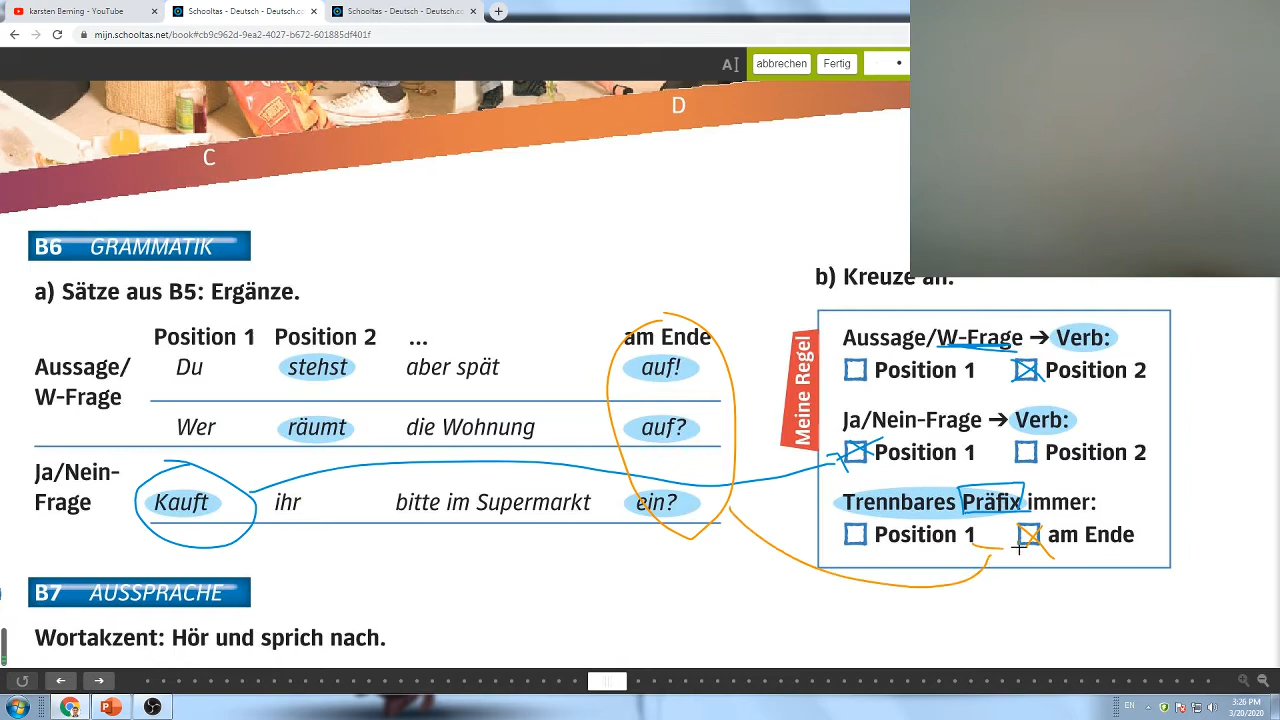 karsten Berning - YouTube
Schooltas - Deutsch - Deutsch.co
Schooltas - Deutsch - Deutsch.co
mijn.schooltas.net/book#cb9c962d-9ea2-4027-b672-601885df401f
A
abbrechen
Fertig
C
D
B6 GRAMMATIK
a) Sätze aus B5: Ergänze.
Position 1 Position 2 ... am Ende
Aussage/ Du stehst aber spät auf!
W-Frage
Wer räumt die Wohnung auf?
Ja/Nein-
Frage Kauft ihr bitte im Supermarkt ein?
b) Kreuze an.
Meine Regel
Aussage/W-Frage → Verb:
Position 1 Position 2
Ja/Nein-Frage → Verb:
Position 1 Position 2
Trennbares Präfix immer:
Position 1 am Ende
B7 AUSSPRACHE
Wortakzent: Hör und sprich nach.
EN
3:26 PM
3/20/2020